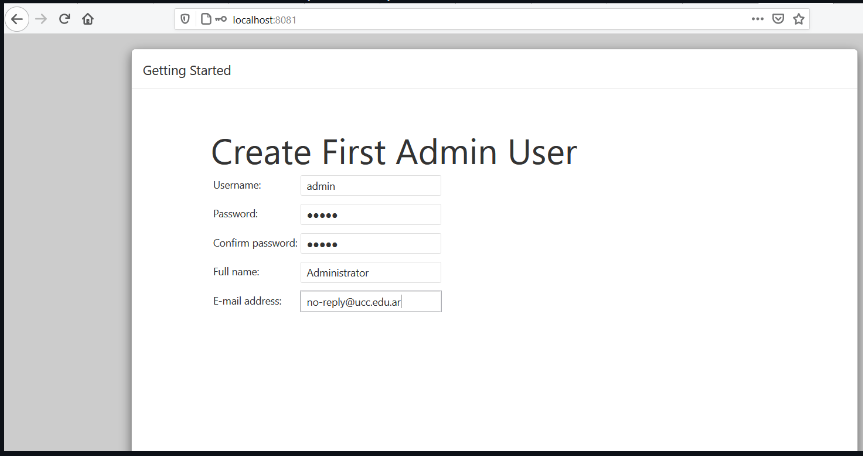 localhost:8081
Getting Started
Create First Admin User
Username: admin
Password: •••••
Confirm password: •••••
Full name: Administrator
E-mail address: no-reply@ucc.edu.ar